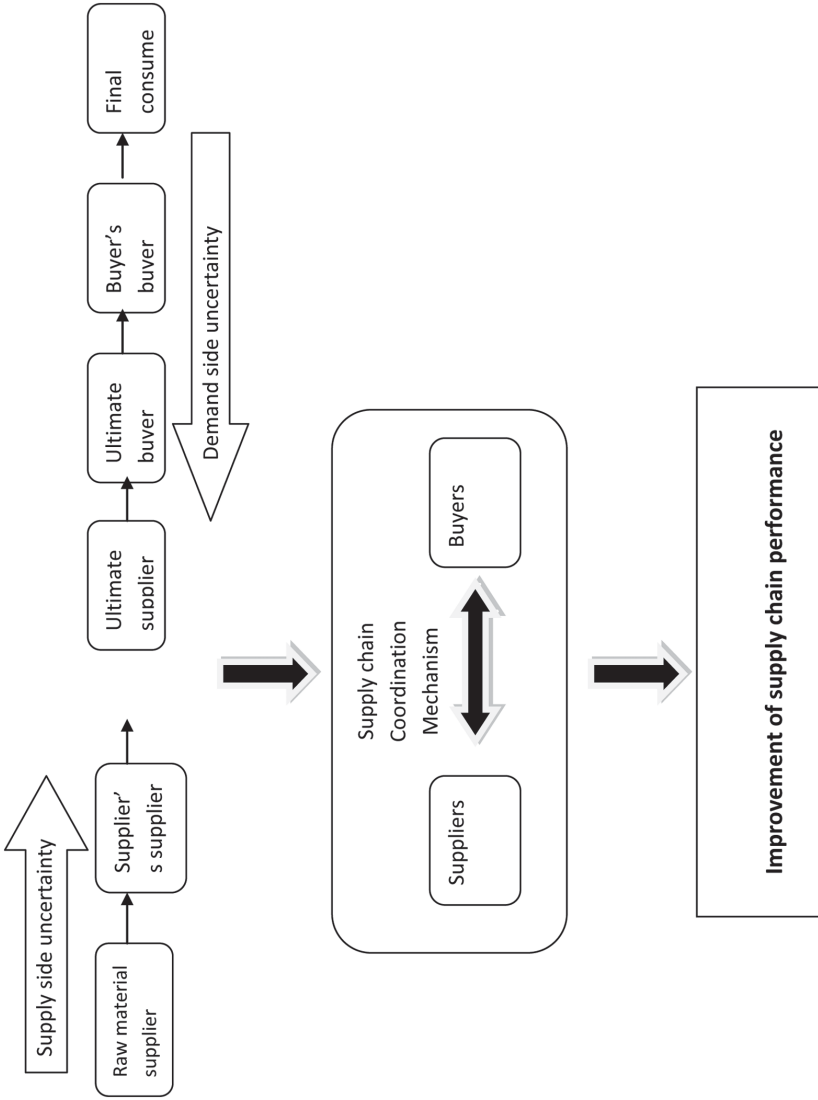 Supply side uncertainty
Raw material
supplier
Supplier'
s supplier
Ultimate
supplier
Ultimate
buver
Buyer's
buver
Final
consume
Demand side uncertainty
Supply chain
Coordination
Mechanism
Suppliers
Buyers
Improvement of supply chain performance